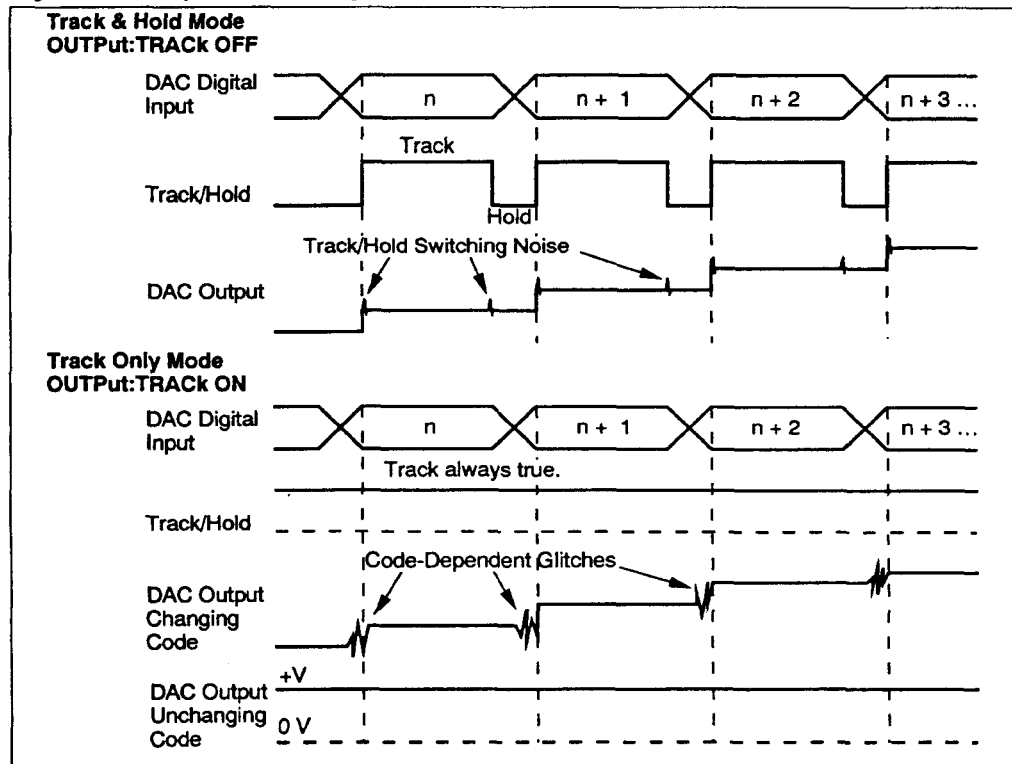 Track & Hold Mode
OUTPut:TRACk OFF
DAC Digital
Input
n
n + 1
n + 2
n + 3 ...
Track
Track/Hold
Hold
Track/Hold Switching Noise
DAC Output
Track Only Mode
OUTPut:TRACk ON
DAC Digital
Input
n
n + 1
n + 2
n + 3 ...
Track always true.
Track/Hold
Code-Dependent Glitches
DAC Output
Changing
Code
+V
DAC Output
Unchanging
Code
0 V